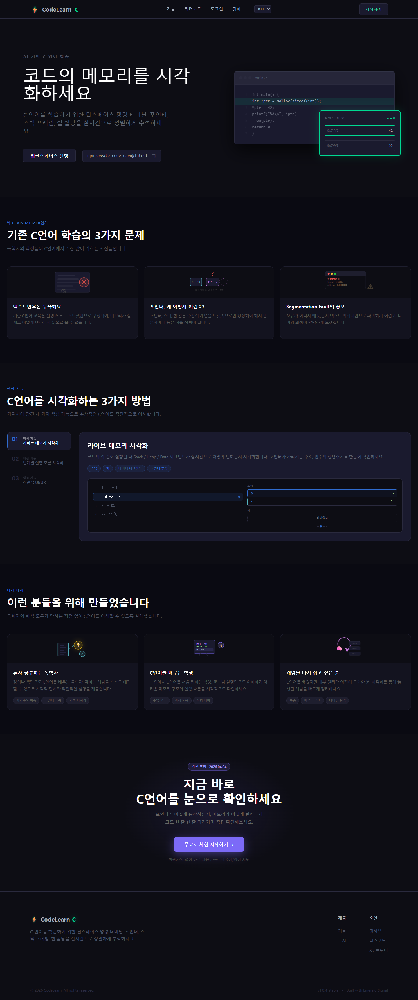 CodeLearn C
기능
리더보드
로그인
깃허브
KO
시작하기
AI 기반 C 언어 학습
코드의 메모리를 시각
화하세요
C 언어를 학습하기 위한 딥스페이스 명령 터미널. 포인터,
스택 프레임, 힙 할당을 실시간으로 정밀하게 추적하세
요.
워크스페이스 실행
npm create codelearn@latest
main.c
int main() {
int *ptr = malloc(sizeof(int));
*ptr = 42;
printf("%d\n", *ptr);
free(ptr);
return 0;
}
라이브 힙 맵
활성
0x7ff1
42
0x7ff8
??
왜 C-VISUALIZER인가
기존 C언어 학습의 3가지 문제
독학자와 학생들이 C언어에서 가장 많이 막히는 지점들입니다.
텍스트만으론 부족해요
기존 C언어 교육은 설명과 코드 스니펫만으로 구성되어, 메모리가 실
제로 어떻게 변하는지 눈으로 볼 수 없습니다.
?
x = 10
ptr = ?
포인터가 어딜 가리키나요?
포인터, 왜 이렇게 어렵죠?
포인터, 스택, 힙 같은 추상적 개념을 머릿속으로만 상상해야 해서 입
문자에게 높은 학습 장벽이 됩니다.
Segmentation
Segmentation Fault의 공포
오류가 어디서 왜 났는지 텍스트 메시지만으로 파악하기 어렵고, 디
버깅 과정이 막막하게 느껴집니다.
핵심 기능
C언어를 시각화하는 3가지 방법
기획서에 담긴 세 가지 핵심 기능으로 추상적인 C언어를 직관적으로 이해합니다.
01
핵심 기능
라이브 메모리 시각화
02
핵심 기능
단계별 실행 흐름 시각화
03
핵심 기능
직관적 UI/UX
라이브 메모리 시각화
코드의 각 줄이 실행될 때 Stack / Heap / Data 세그먼트가 실시간으로 어떻게 변하는지 시각화합니다. 포인터가 가리키는 주소, 변수의 생명주기를 한눈에 확인하세요.
스택
힙
데이터 세그먼트
포인터 추적
1 int x = 10;
2 int *p = &x;
3 *p = 42;
4 malloc(8)
스택
p → x
x 10
힙
비어있음
타겟 대상
이런 분들을 위해 만들었습니다
독학자와 학생 모두가 막히는 지점 없이 C언어를 이해할 수 있도록 설계했습니다.
혼자 공부하는 독학자
강의나 책만으로 C언어를 배우는 독학자. 막히는 개념을 스스로 해결
할 수 있도록 시각적 단서와 직관적인 설명을 제공합니다.
자기주도 학습
포인터 극복
기초 다지기
int x = 10;
int *p = &x;
*p = 42;
C언어를 배우는 학생
수업에서 C언어를 처음 접하는 학생. 교수님 설명만으로 이해하기 어
려운 메모리 구조와 실행 흐름을 시각적으로 확인하세요.
수업 보조
과제 도움
시험 대비
Stack
Heap
Data
개념을 다시 잡고 싶은 분
C언어를 배웠지만 내부 원리가 여전히 모호한 분. 시각화를 통해 놓
쳤던 개념을 빠르게 정리하세요.
복습
메모리 구조
디버깅 실력
기획 초안 · 2026.04.04
지금 바로
C언어를 눈으로 확인하세요
포인터가 어떻게 동작하는지, 메모리가 어떻게 변하는지
코드 한 줄 한 줄 따라가며 직접 확인해보세요.
무료로 체험 시작하기 →
회원가입 없이 바로 사용 가능 · 한국어/영어 지원
CodeLearn C
C 언어를 학습하기 위한 딥스페이스 명령 터미널. 포인터, 스
택 프레임, 힙 할당을 실시간으로 정밀하게 추적하세요.
제품
기능
문서
소셜
깃허브
디스코드
X / 트위터
© 2026 CodeLearn. All rights reserved.
v1.0.4-stable • Built with Emerald Signal